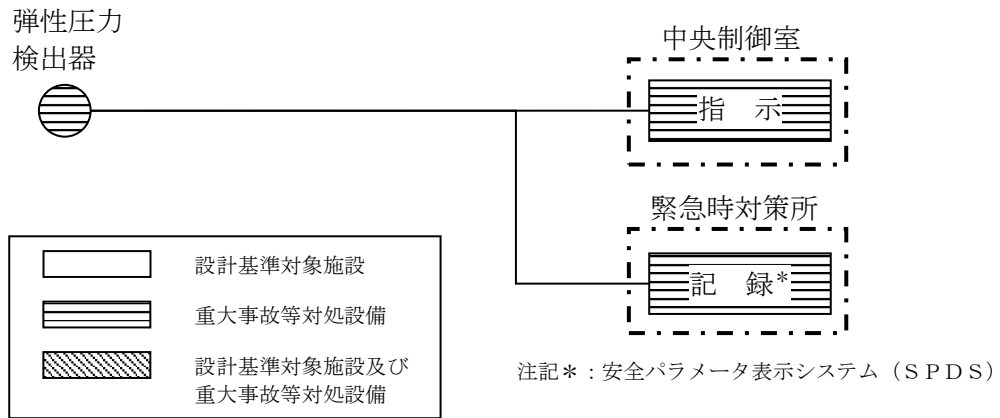 弾性圧力
検出器
中央制御室
指　示
緊急時対策所
記　録*
設計基準対象施設
重大事故等対処設備
設計基準対象施設及び
重大事故等対処設備
注記＊：安全パラメータ表示システム（ＳＰＤＳ）